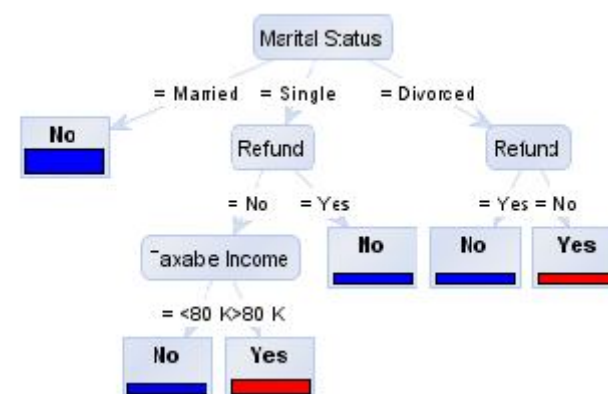 Marital Status
= Married = Single = Divorced
No
Refund
Refund
= No = Yes
= Yes = No
Taxable Income
No
No
Yes
= <80 K>80 K
No
Yes